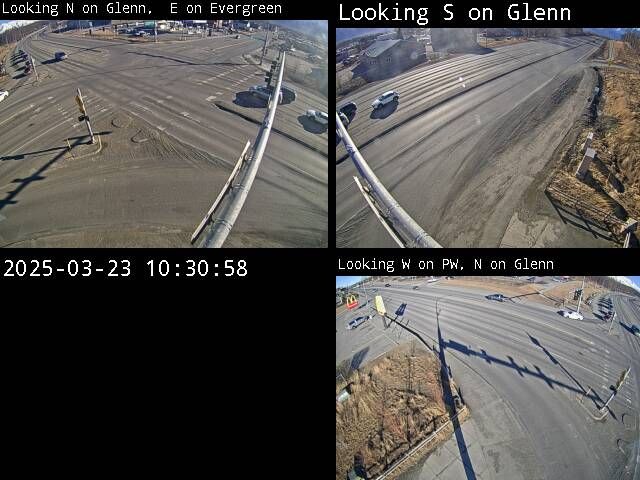 Looking N on Glenn,  E on Evergreen
Looking S on Glenn
2025-03-23 10:30:58
Looking W on PW, N on Glenn